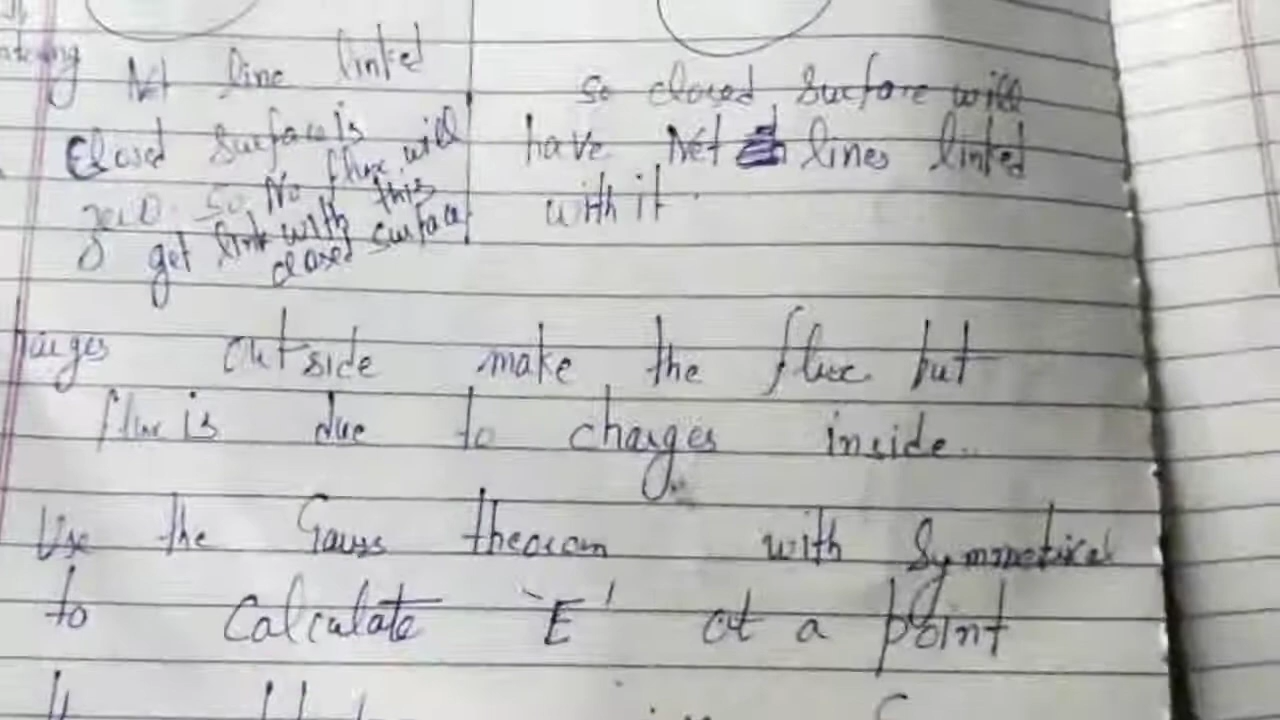 Net line linked
Closed surface is
zero. So No flux will
get link with this
closed surface
So closed Surface will
have Net lines linked
with it.
outside make the flux but
flux is due to charges inside.
Use the Gauss theorem with Symmetrical
to Calculate 'E' at a point